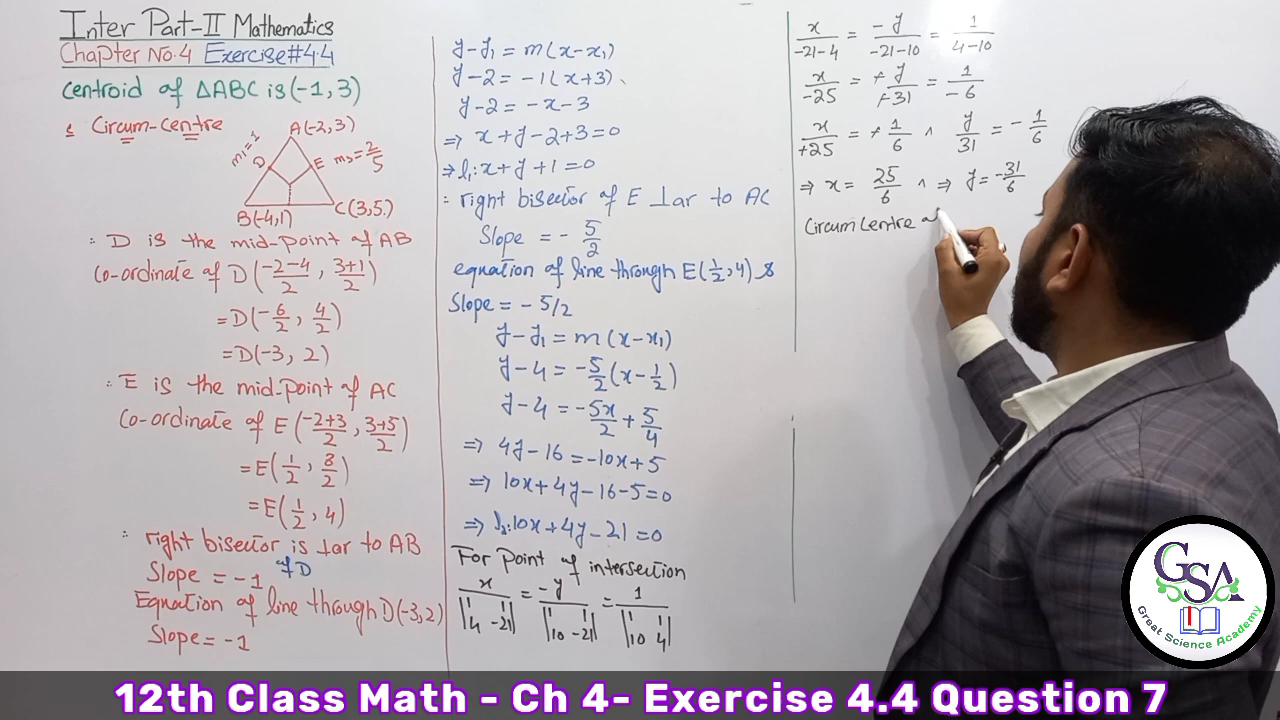 Inter Part-II Mathematics
Chapter No.4 Exercise#4.4
centroid of ΔABC is (-1, 3)
Circum-Centre
A(-2,3)
m₁=1
D
E
m₂=2/5
B(-4,1)
C(3,5)
∴ D is the mid-point of AB
Co-ordinate of D(-2-4/2, 3+1/2)
=D(-6/2, 4/2)
=D(-3, 2)
∴ E is the mid-point of AC
Co-ordinate of E(-2+3/2, 3+5/2)
=E(1/2, 8/2)
=E(1/2, 4)
∴ right bisector is ⊥ar to AB
of D
Slope = -1
Equation of line through D(-3,2)
Slope = -1
y-y₁ = m(x-x₁)
y-2 = -1(x+3)
y-2 = -x-3
⇒ x+y-2+3=0
⇒ l₁: x+y+1=0
∴ right bisector of E ⊥ar to AC
Slope = -5/2
equation of line through E(1/2, 4) &
Slope = -5/2
y-y₁ = m(x-x₁)
y-4 = -5/2(x-1/2)
y-4 = -5x/2 + 5/4
⇒ 4y-16 = -10x+5
⇒ 10x+4y-16-5=0
⇒ l₂: 10x+4y-21=0
For point of intersection
x/|1 1 4 -21| = -y/|1 1 10 -21| = 1/|1 1 10 4|
x/-21-4 = -y/-21-10 = 1/4-10
x/-25 = -y/-31 = 1/-6
x/+25 = +1/6 ∧ y/31 = -1/6
⇒ x = 25/6 ∧ ⇒ y = -31/6
Circum Centre
GSA
Great Science Academy
12th Class Math - Ch 4- Exercise 4.4 Question 7